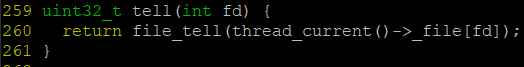 259 uint32_t tell(int fd) {
260   return file_tell(thread_current()->_file[fd]);
261 }